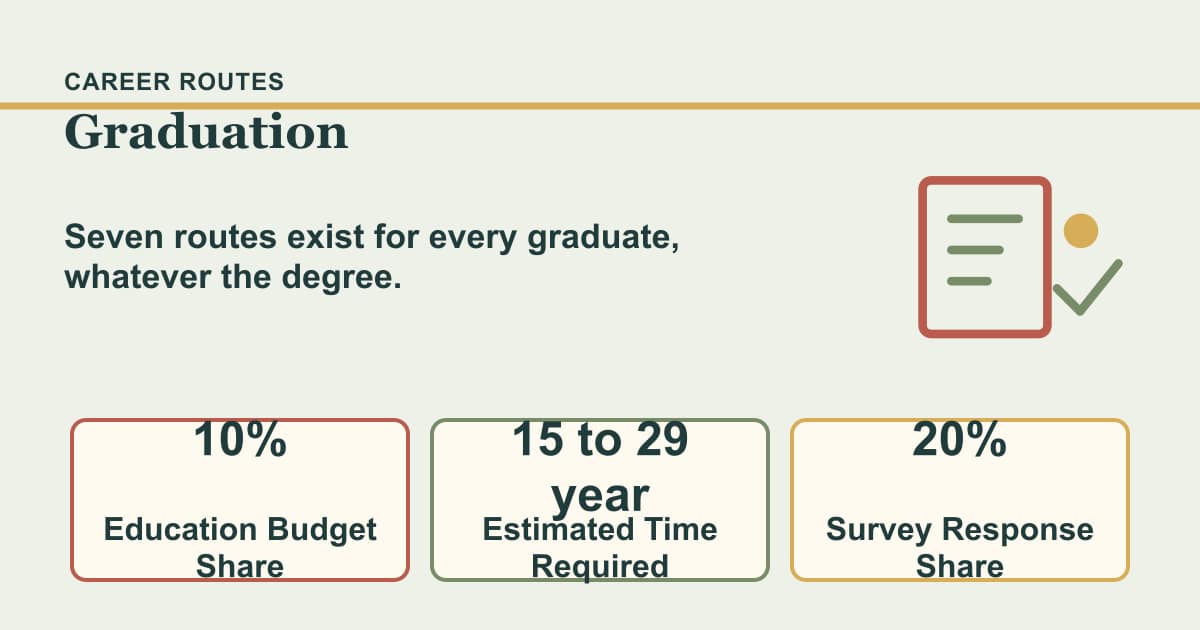 CAREER ROUTES
Graduation
Seven routes exist for every graduate,
whatever the degree.
10%
Education Budget
Share
15 to 29
year
Estimated Time
Required
20%
Survey Response
Share